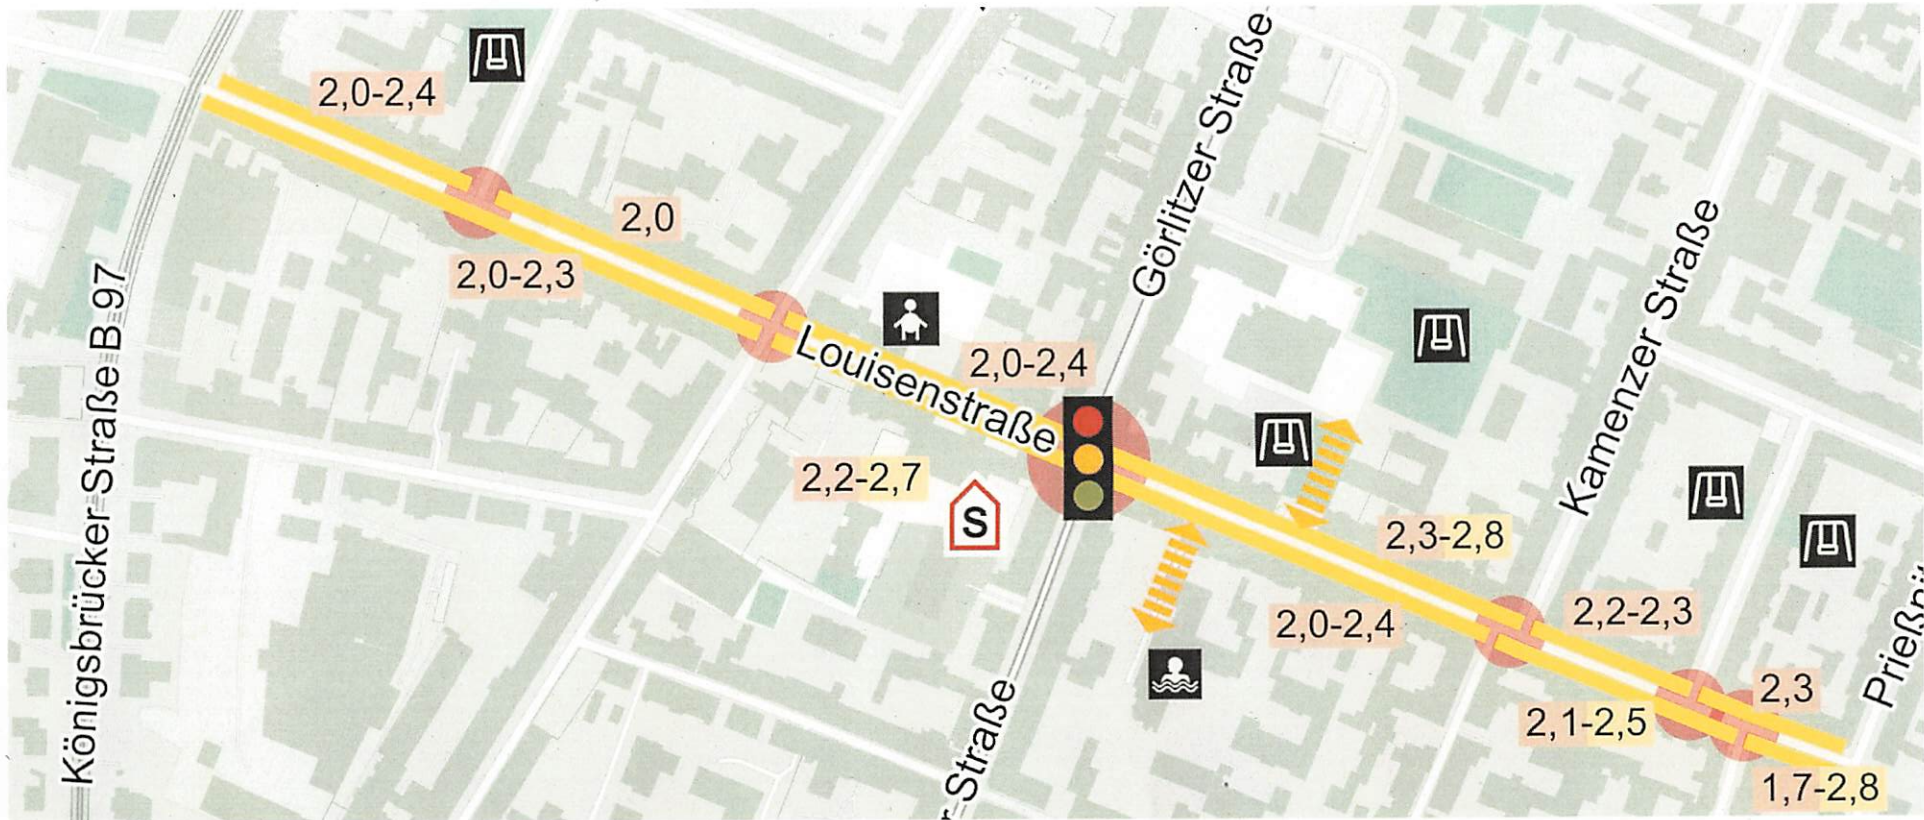 2,0-2,4
2,0
2,0-2,3
Königsbrücker Straße B 97
Louisenstraße
2,0-2,4
Görlitzer Straße
2,2-2,7
S
2,3-2,8
2,0-2,4
Kamenzer Straße
2,2-2,3
2,1-2,5
2,3
1,7-2,8
r Straße